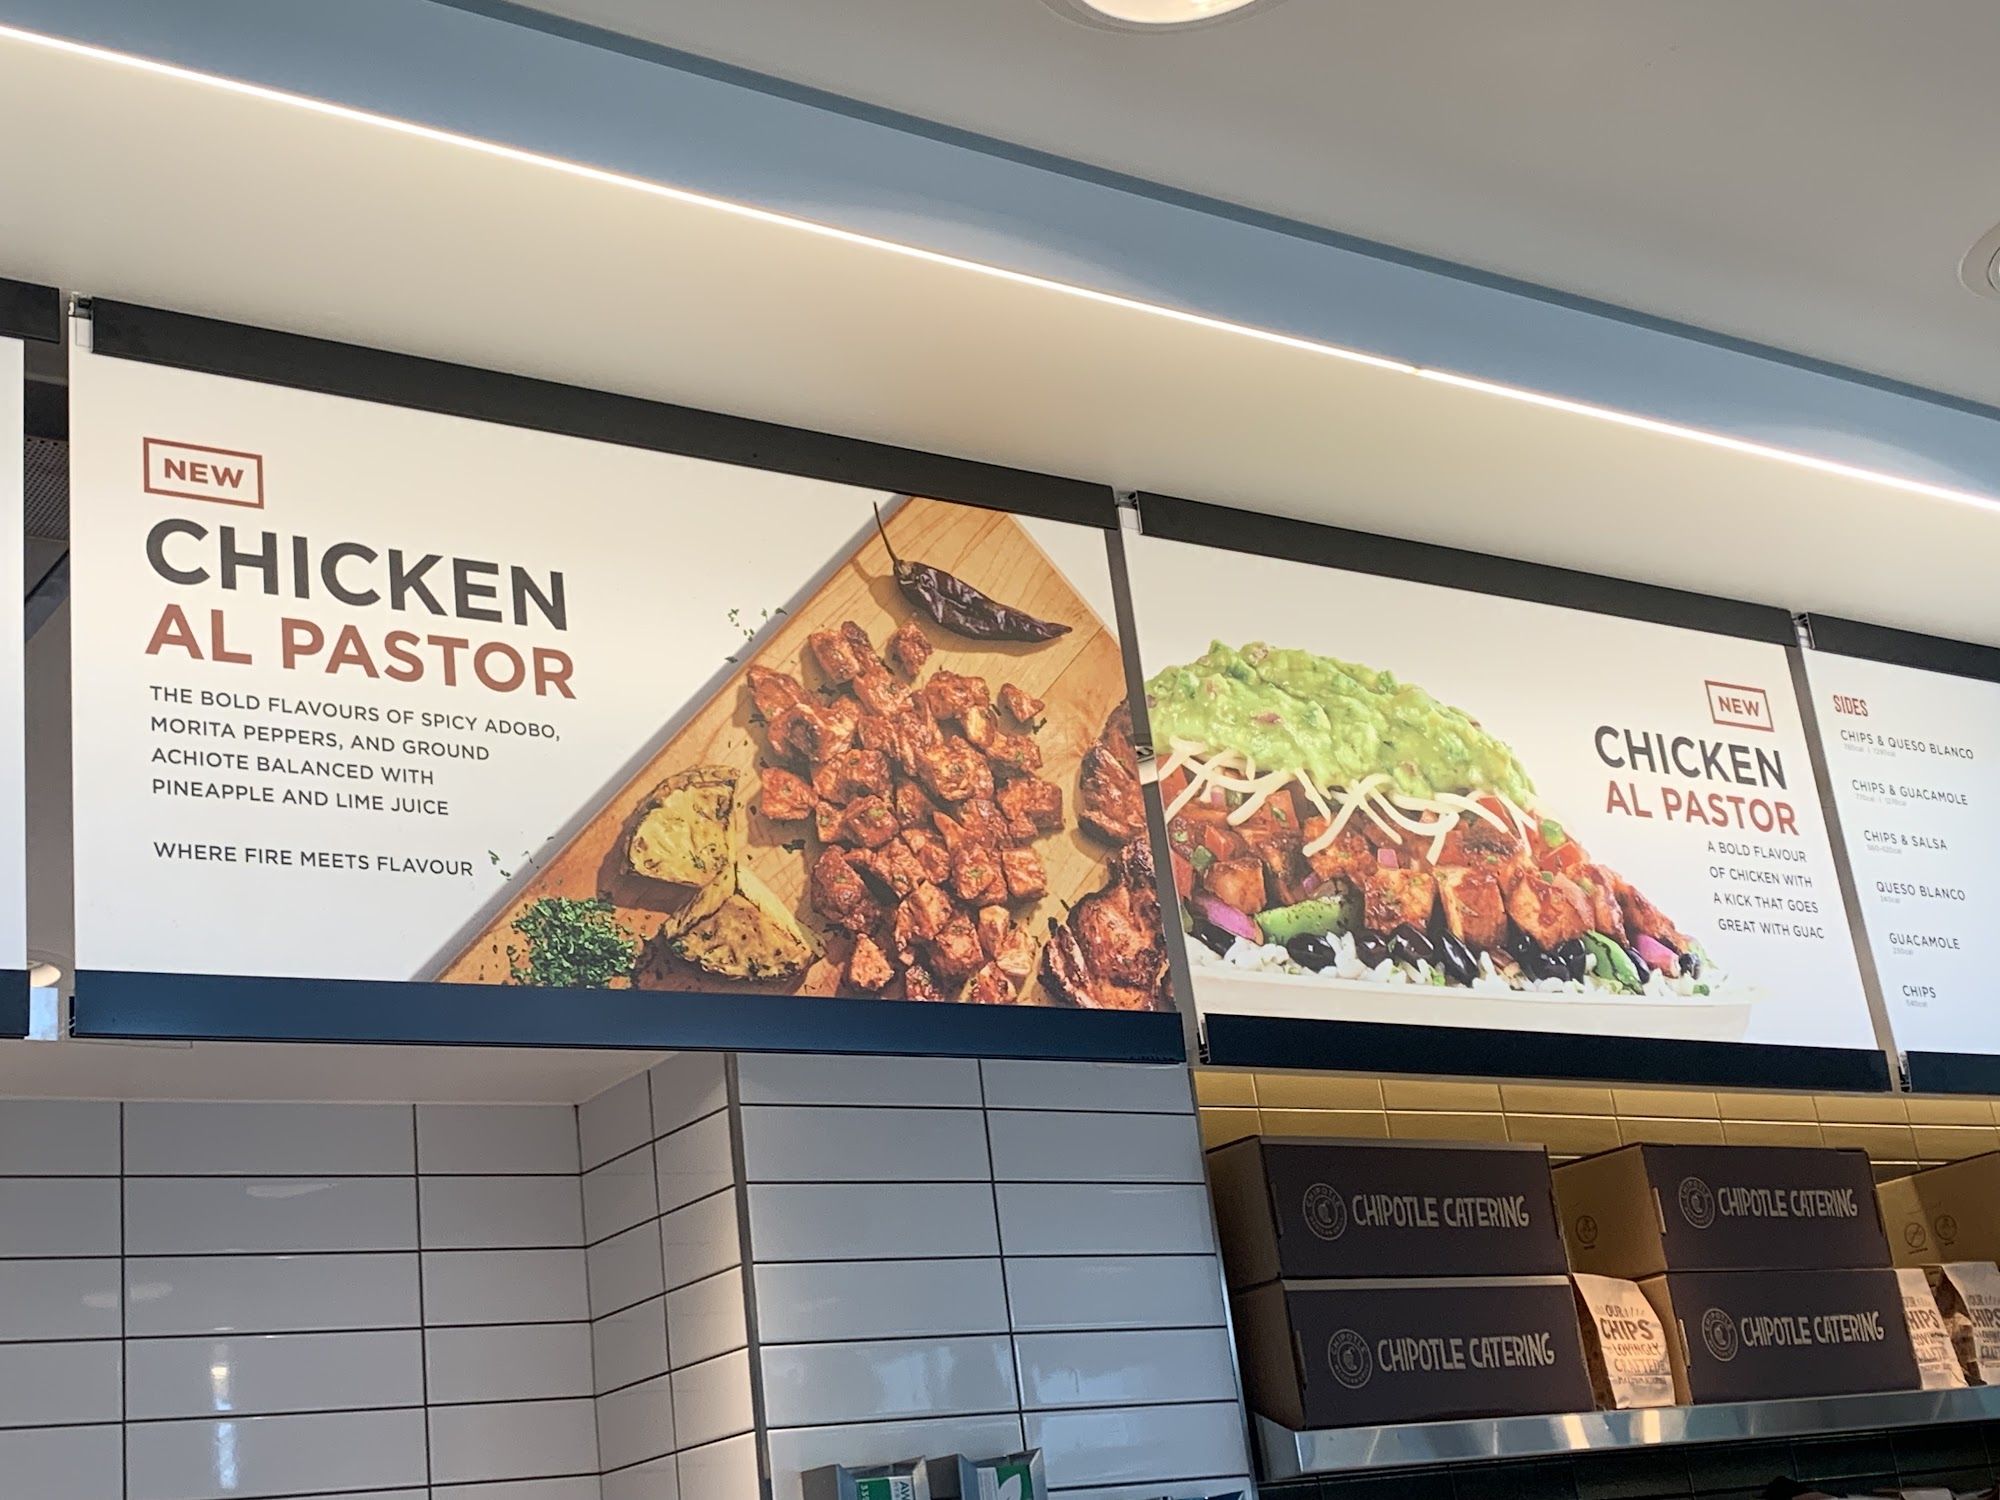 NEW
CHICKEN
AL PASTOR
THE BOLD FLAVOURS OF SPICY ADOBO,
MORITA PEPPERS, AND GROUND
ACHIOTE BALANCED WITH
PINEAPPLE AND LIME JUICE
WHERE FIRE MEETS FLAVOUR
NEW
CHICKEN
AL PASTOR
A BOLD FLAVOUR
OF CHICKEN WITH
A KICK THAT GOES
GREAT WITH GUAC
SIDES
CHIPS & QUESO BLANCO
CHIPS & GUACAMOLE
CHIPS & SALSA
QUESO BLANCO
GUACAMOLE
CHIPS
CHIPOTLE CATERING
CHIPOTLE CATERING
CHIPOTLE CATERING
CHIPOTLE CATERING
OUR
CHIPS
LOVINGLY